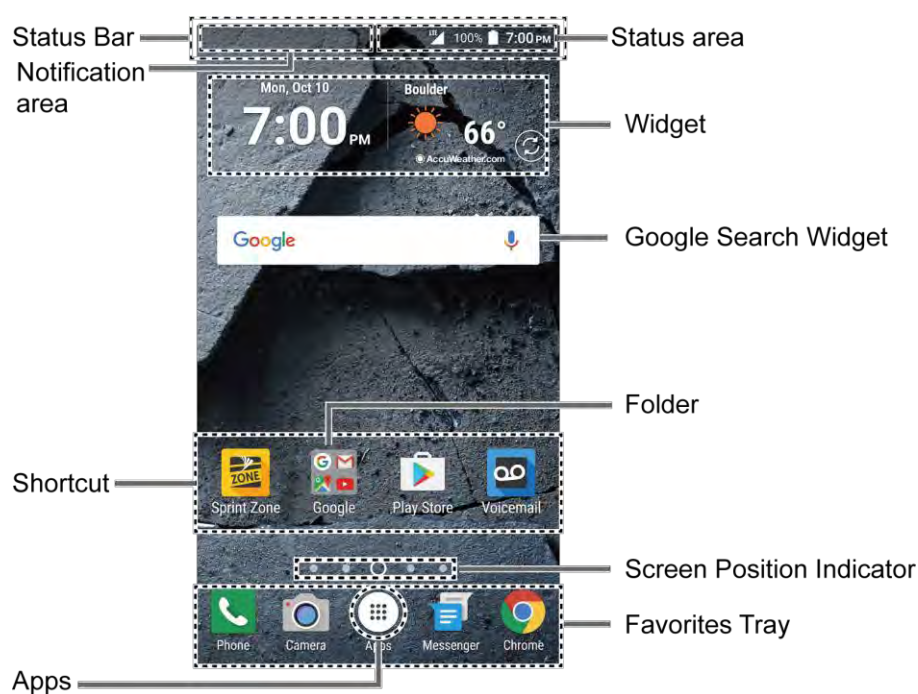 Status Bar
LTE 100% 7:00 PM
Status area
Notification
area
Mon, Oct 10
Boulder
7:00 PM
66°
AccuWeather.com
Widget
Google
Google Search Widget
Folder
Shortcut
ZONE
Sprint Zone Google Play Store Voicemail
Screen Position Indicator
Favorites Tray
Phone Camera Apps Messenger Chrome
Apps